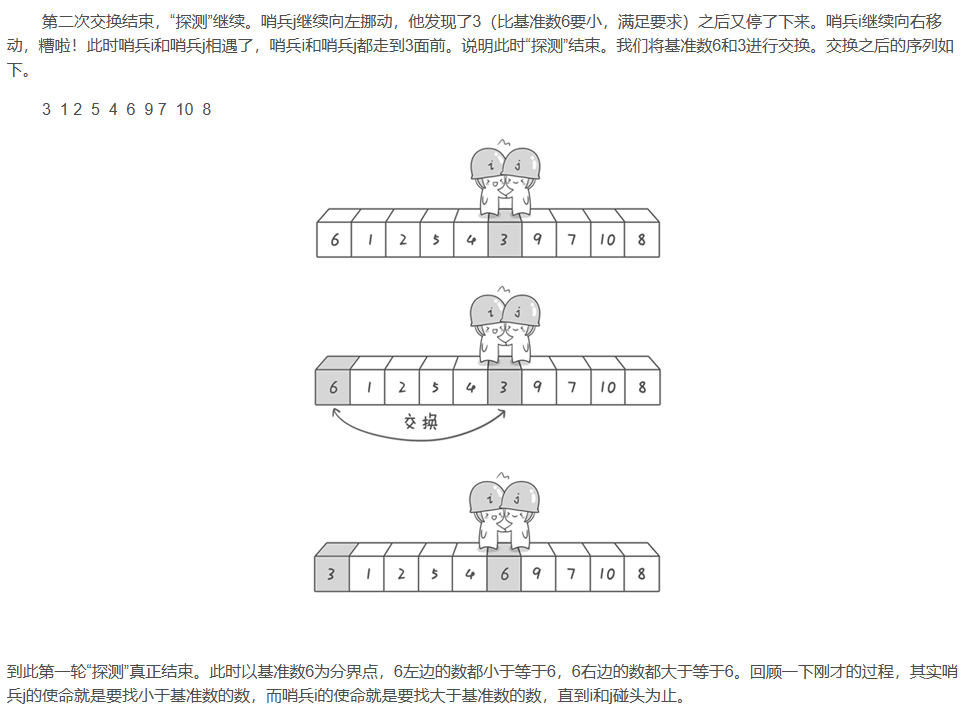 第二次交换结束，“探测”继续。哨兵j继续向左挪动，他发现了3（比基准数6要小，满足要求）之后又停了下来。哨兵i继续向右移
动，糟啦！此时哨兵i和哨兵j相遇了，哨兵i和哨兵j都走到3面前。说明此时“探测”结束。我们将基准数6和3进行交换。交换之后的序列如
下。
3 1 2 5 4 6 9 7 10 8
i j
6 1 2 5 4 3 9 7 10 8
i j
6 1 2 5 4 3 9 7 10 8
交换
i j
3 1 2 5 4 6 9 7 10 8
到此第一轮“探测”真正结束。此时以基准数6为分界点，6左边的数都小于等于6，6右边的数都大于等于6。回顾一下刚才的过程，其实哨
兵j的使命就是要找小于基准数的数，而哨兵i的使命就是要找大于基准数的数，直到i和j碰头为止。